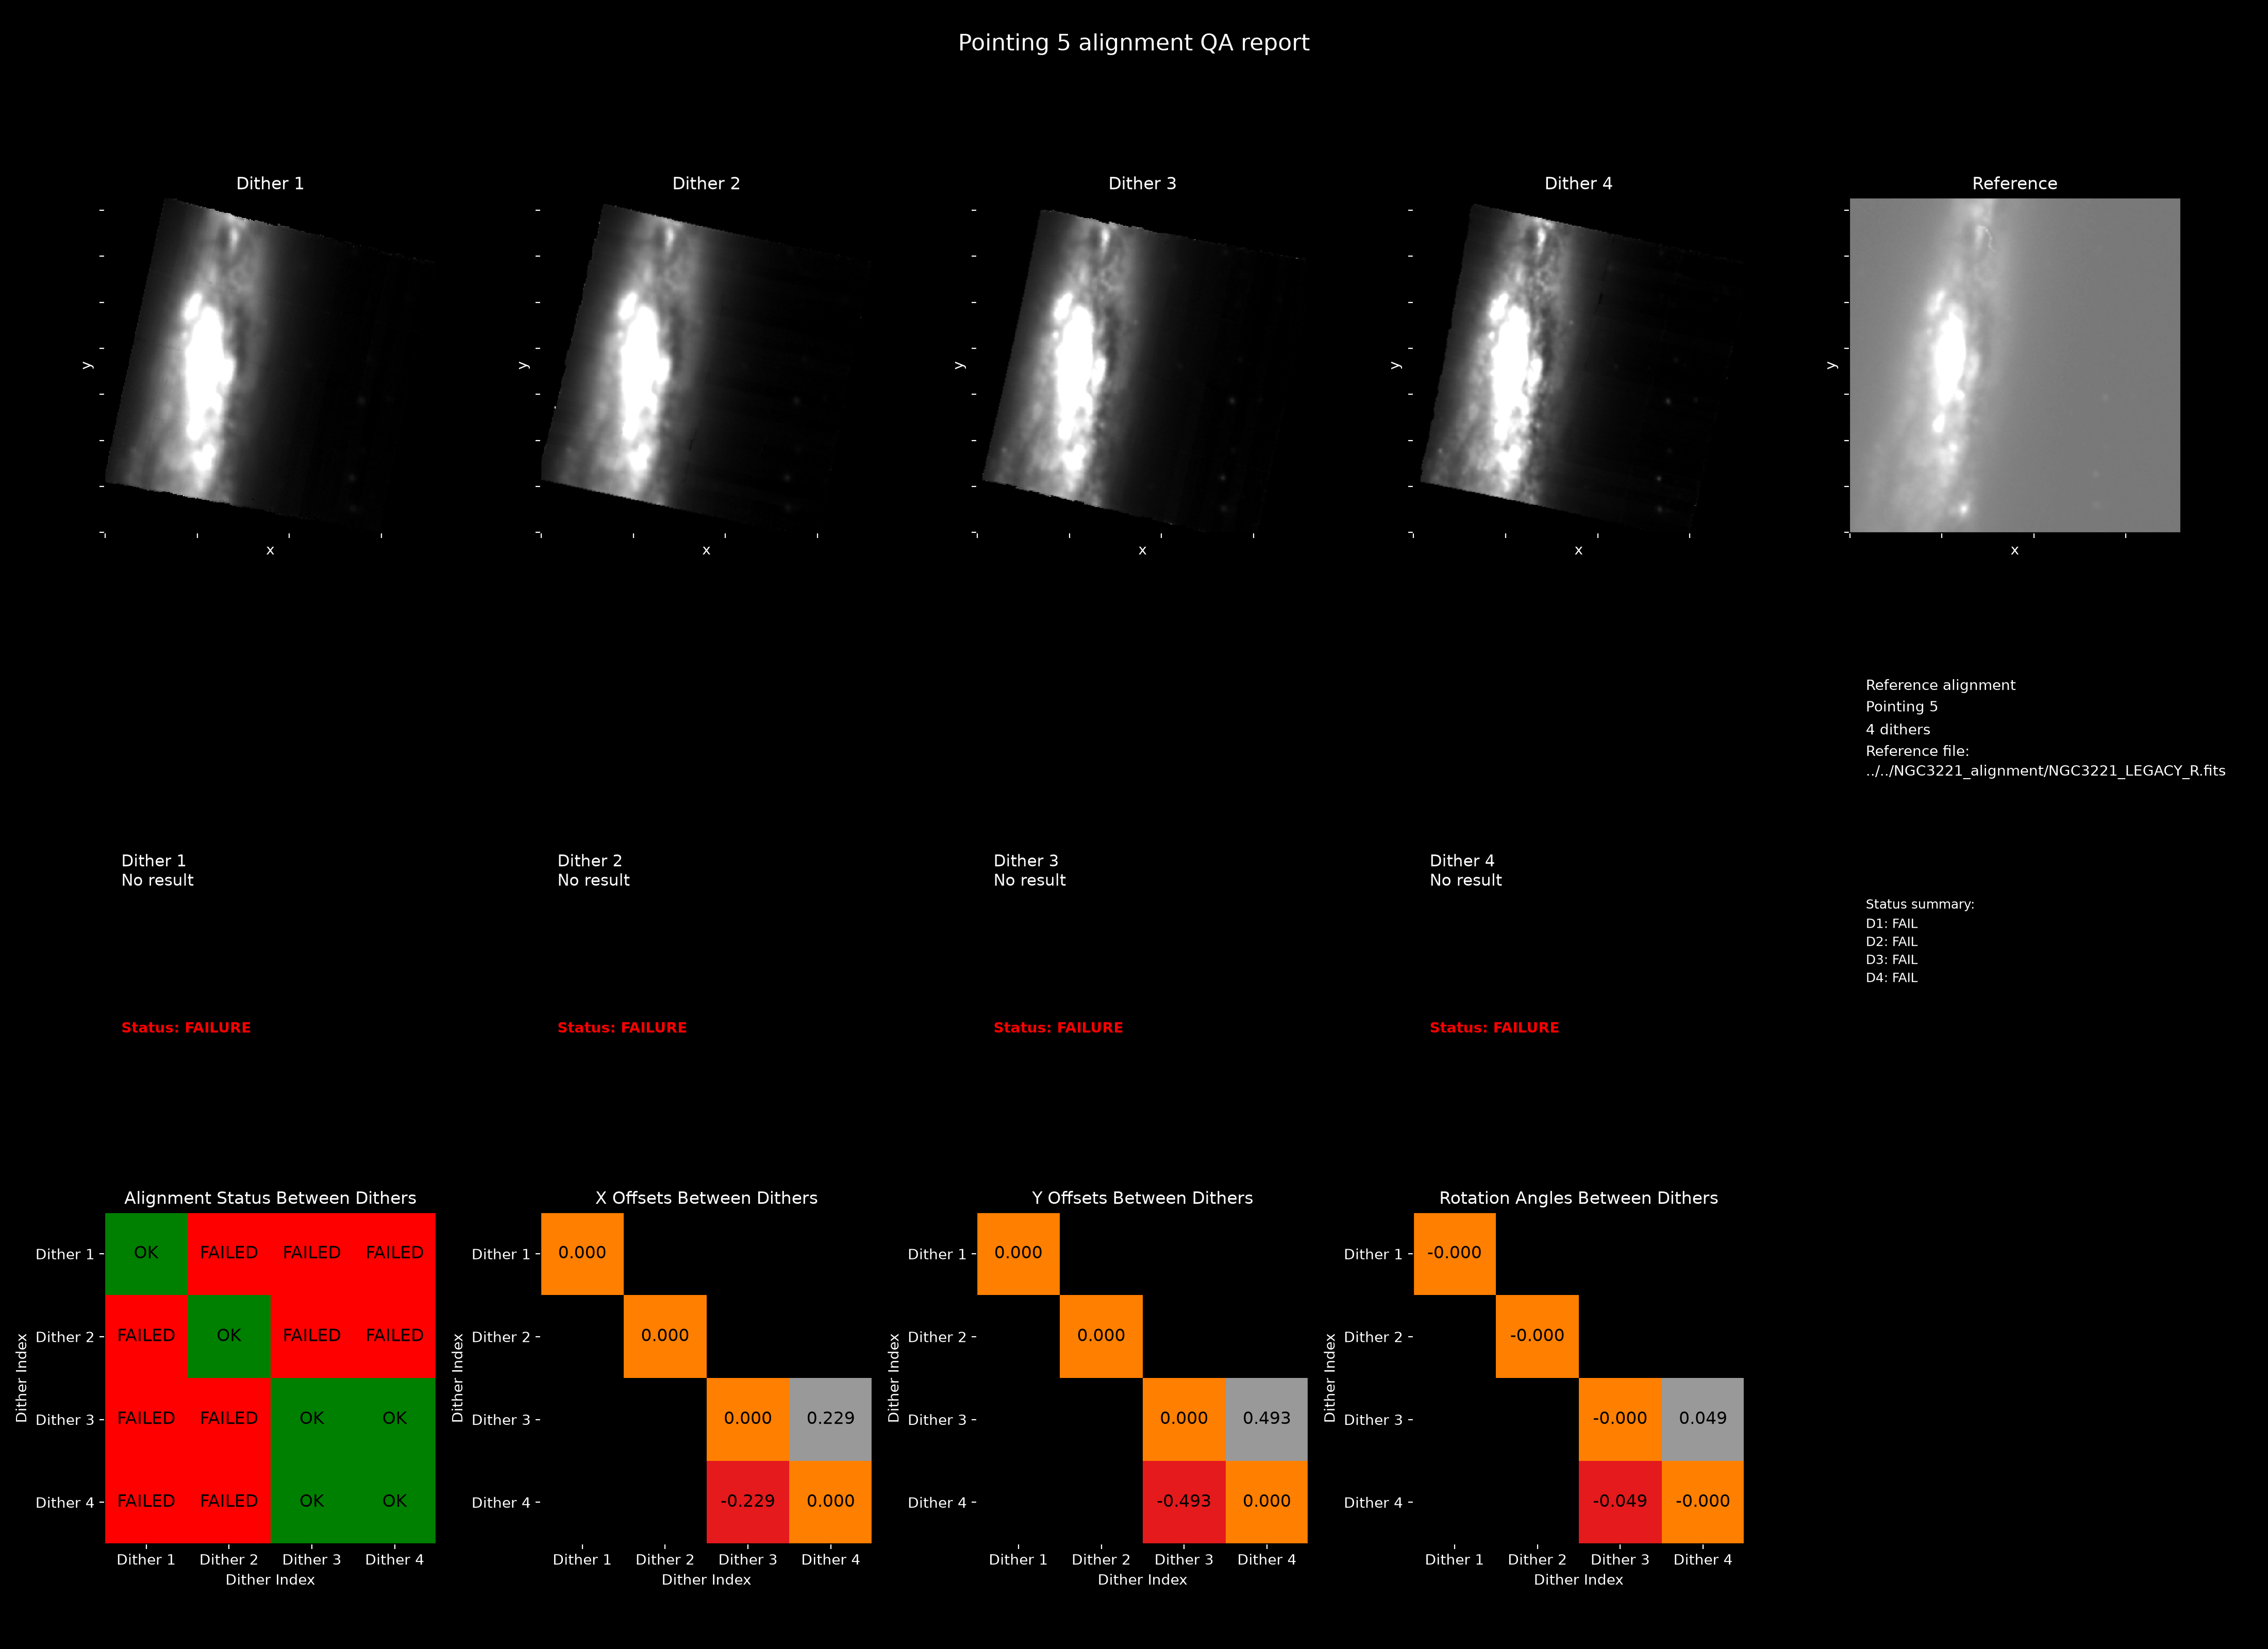 Pointing 5 alignment QA report
Dither 1
Dither 2
Dither 3
Dither 4
Reference
y
y
y
y
y
x
x
x
x
x
Reference alignment
Pointing 5
4 dithers
Reference file:
../../NGC3221_alignment/NGC3221_LEGACY_R.fits
Dither 1
No result
Dither 2
No result
Dither 3
No result
Dither 4
No result
Status summary:
D1: FAIL
D2: FAIL
D3: FAIL
D4: FAIL
Status: FAILURE
Status: FAILURE
Status: FAILURE
Status: FAILURE
Alignment Status Between Dithers
Dither Index
Dither 1 OK FAILED FAILED FAILED
Dither 2 FAILED OK FAILED FAILED
Dither 3 FAILED FAILED OK OK
Dither 4 FAILED FAILED OK OK
Dither 1 Dither 2 Dither 3 Dither 4
Dither Index
X Offsets Between Dithers
Dither Index
Dither 1 0.000
Dither 2 0.000
Dither 3 0.000 0.229
Dither 4 -0.229 0.000
Dither 1 Dither 2 Dither 3 Dither 4
Dither Index
Y Offsets Between Dithers
Dither Index
Dither 1 0.000
Dither 2 0.000
Dither 3 0.000 0.493
Dither 4 -0.493 0.000
Dither 1 Dither 2 Dither 3 Dither 4
Dither Index
Rotation Angles Between Dithers
Dither Index
Dither 1 -0.000
Dither 2 -0.000
Dither 3 -0.000 0.049
Dither 4 -0.049 -0.000
Dither 1 Dither 2 Dither 3 Dither 4
Dither Index